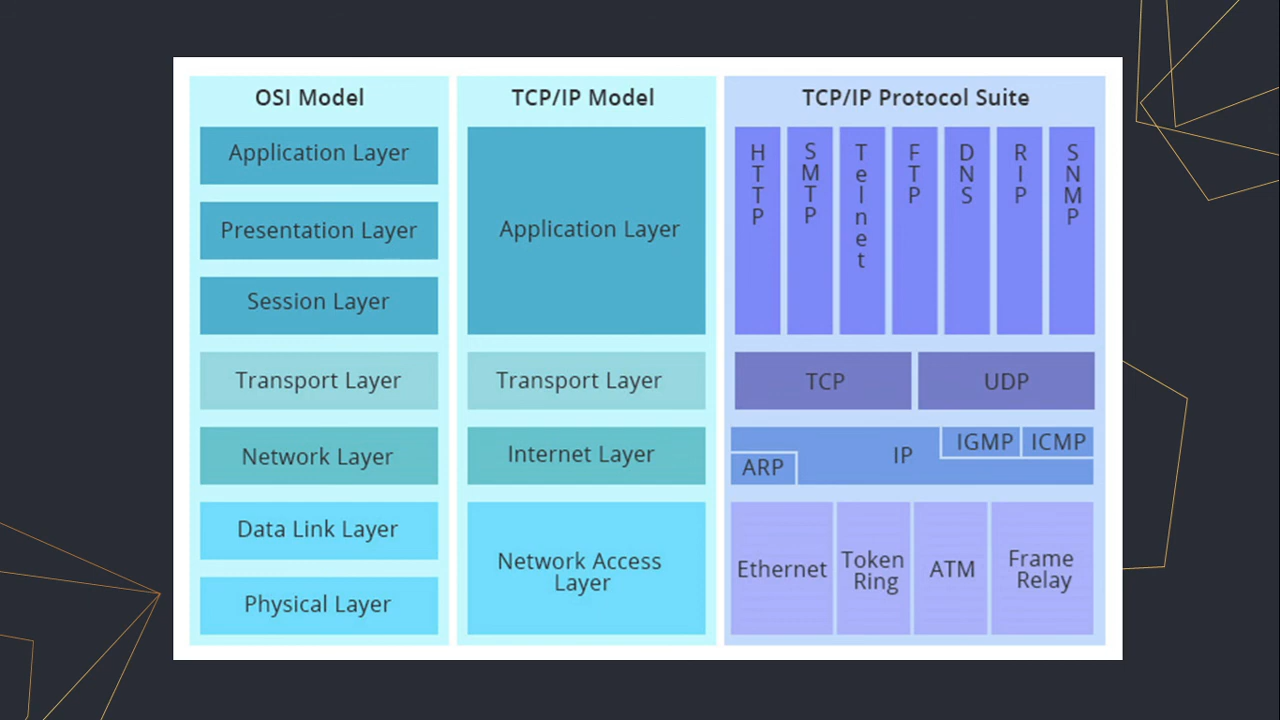 OSI Model
Application Layer
Presentation Layer
Session Layer
Transport Layer
Network Layer
Data Link Layer
Physical Layer
TCP/IP Model
Application Layer
Transport Layer
Internet Layer
Network Access
Layer
TCP/IP Protocol Suite
HTTP
SMTP
Telnet
FTP
DNS
RIP
SNMP
TCP
UDP
ARP
IP
IGMP
ICMP
Ethernet
Token
Ring
ATM
Frame
Relay